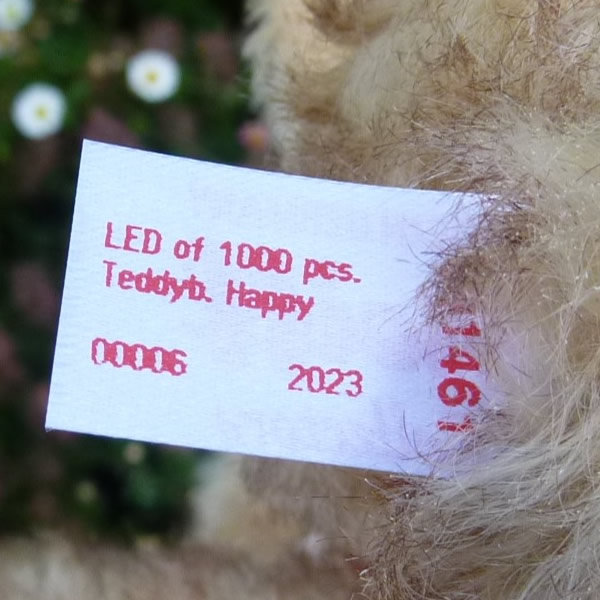 LED of 1000 pcs.
Teddyb. Happy
00006 2023